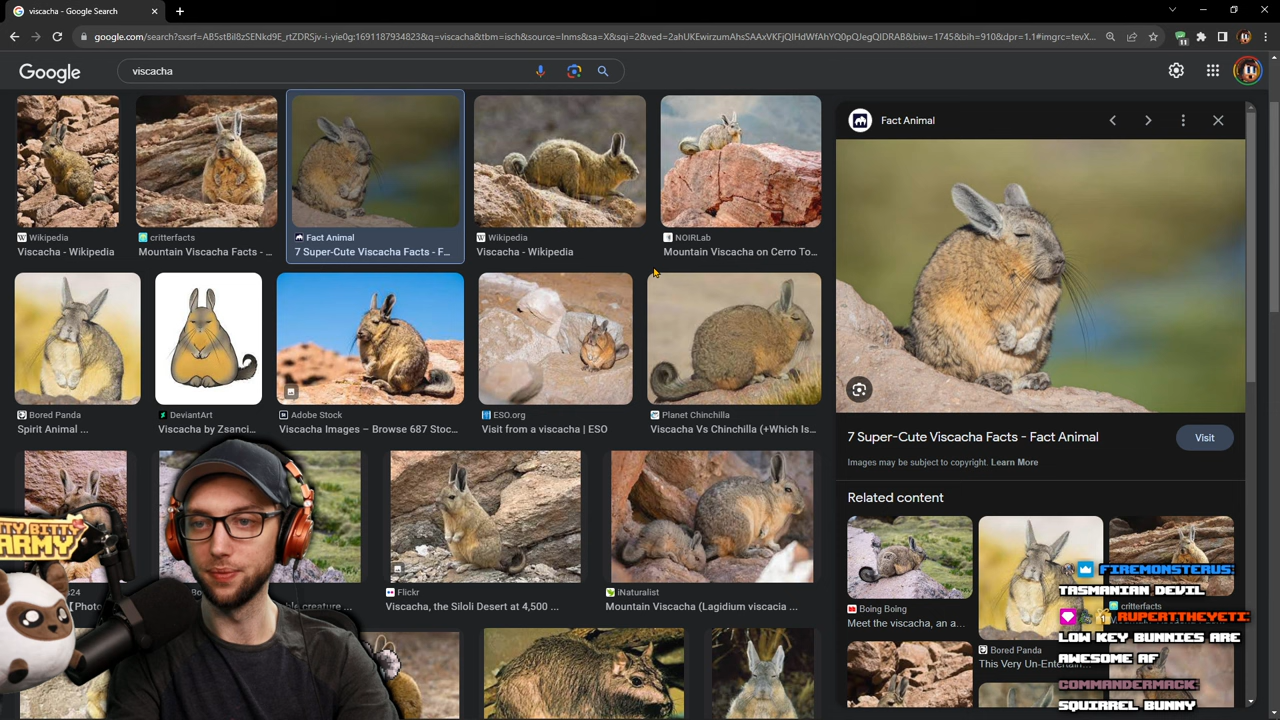 viscacha - Google Search
google.com/search?sxsrf=AB5stBil8zSENkd9E_rtZDRSjv-i-yie0g:1691187934823&q=viscacha&tbm=isch&source=lnms&sa=X&sqi=2&ved=2ahUKEwirzumAhsSAAxVKFjQIHdWfAhYQ0pQJegQIDRAB&biw=1745&bih=910&dpr=1.1#imgrc=tevX...
11
Google
viscacha
Wikipedia
Viscacha - Wikipedia
critterfacts
Mountain Viscacha Facts - ...
Fact Animal
7 Super-Cute Viscacha Facts - F...
Wikipedia
Viscacha - Wikipedia
NOIRLab
Mountain Viscacha on Cerro To...
Fact Animal
Bored Panda
Spirit Animal ...
DeviantArt
Viscacha by Zsanci...
Adobe Stock
Viscacha Images – Browse 687 Stoc...
ESO.org
Visit from a viscacha | ESO
Planet Chinchilla
Viscacha Vs Chinchilla (+Which Is...
7 Super-Cute Viscacha Facts - Fact Animal
Visit
Images may be subject to copyright. Learn More
Related content
Flickr
Viscacha, the Siloli Desert at 4,500 ...
iNaturalist
Mountain Viscacha (Lagidium viscacia ...
creature ...
Boing Boing
Meet the viscacha, an a...
Bored Panda
This Very Un-Entertain...
critterfacts
TTY BITTY
ARMY
FIREMONSTERUS:
TASMANIAN DEVIL
RUPERTTHEYETI:
LOW KEY BUNNIES ARE
AWESOME AF
COMMANDERMACK:
SQUIRREL BUNNY